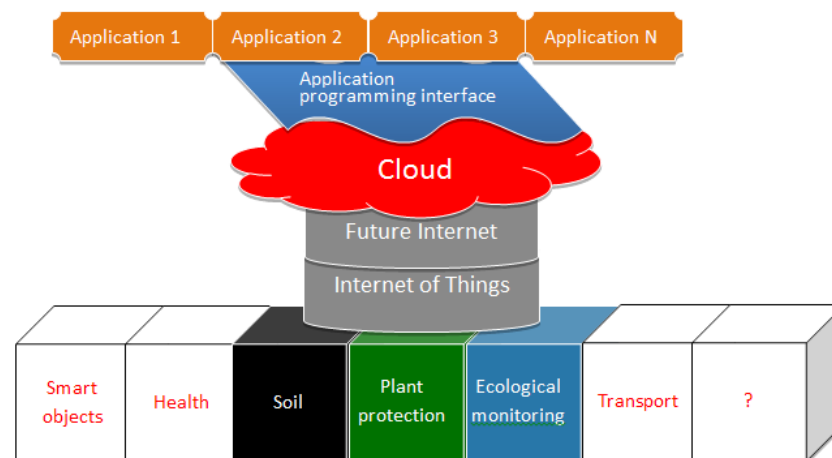 Application 1
Application 2
Application 3
Application N
Application
programming interface
Cloud
Future Internet
Internet of Things
Smart
objects
Health
Soil
Plant
protection
Ecological
monitoring
Transport
?